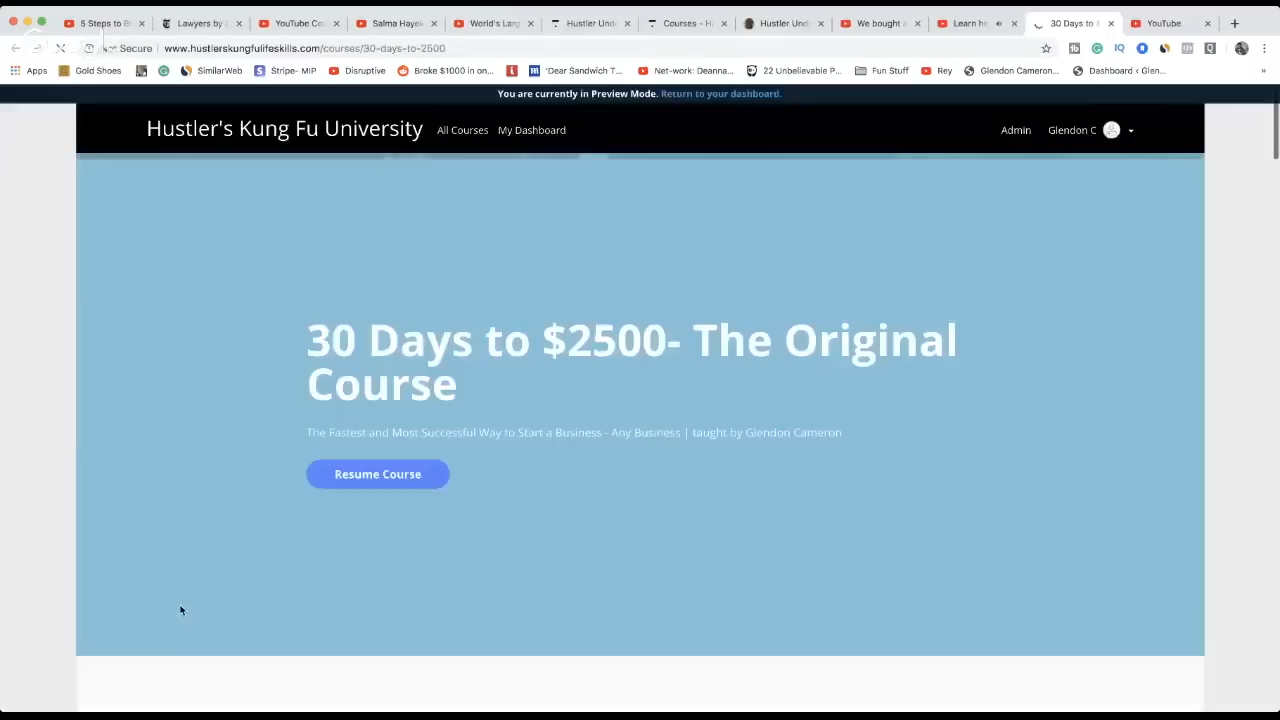 5 Steps to B
Lawyers by
YouTube Cou
Salma Hayek
World's Larg
Hustler Unde
Courses - H
Hustler Und
We bought a
Learn ho
30 Days to
YouTube
Not Secure
www.hustlerskungfulifeskills.com/courses/30-days-to-2500
Apps
Gold Shoes
SimilarWeb
Stripe- MIP
Disruptive
Broke $1000 in on...
'Dear Sandwich T...
Net-work: Deanna...
22 Unbelievable P...
Fun Stuff
Rey
Glendon Cameron...
Dashboard ‹ Glen...
»
You are currently in Preview Mode. Return to your dashboard.
Hustler's Kung Fu University
All Courses
My Dashboard
Admin
Glendon C
30 Days to $2500- The Original
Course
The Fastest and Most Successful Way to Start a Business - Any Business | taught by Glendon Cameron
Resume Course